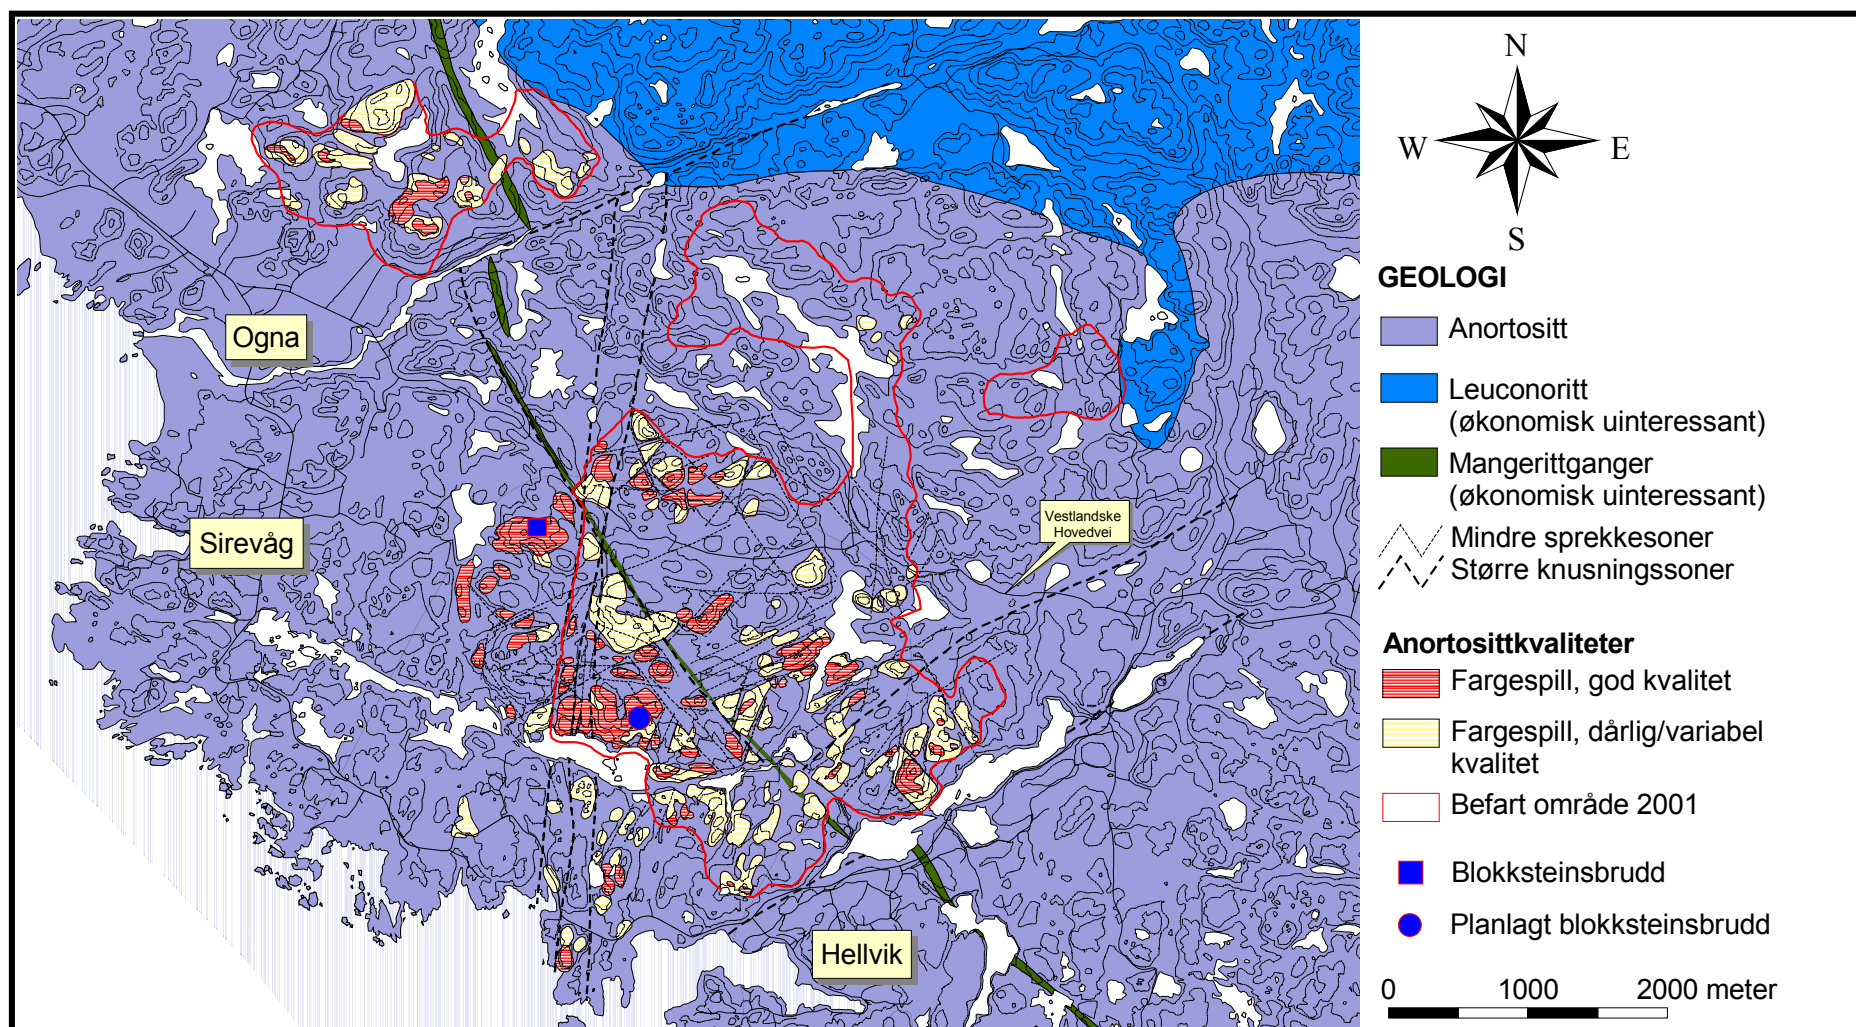 Ogna
Sirevåg
Vestlandske
Hovedvei
Hellvik
N
W
E
S
GEOLOGI
Anortositt
Leuconoritt
(økonomisk uinteressant)
Mangerittganger
(økonomisk uinteressant)
Mindre sprekkesoner
Større knusningssoner
Anortosittkvaliteter
Fargespill, god kvalitet
Fargespill, dårlig/variabel
kvalitet
Befart område 2001
Blokksteinsbrudd
Planlagt blokksteinsbrudd
0 1000 2000 meter